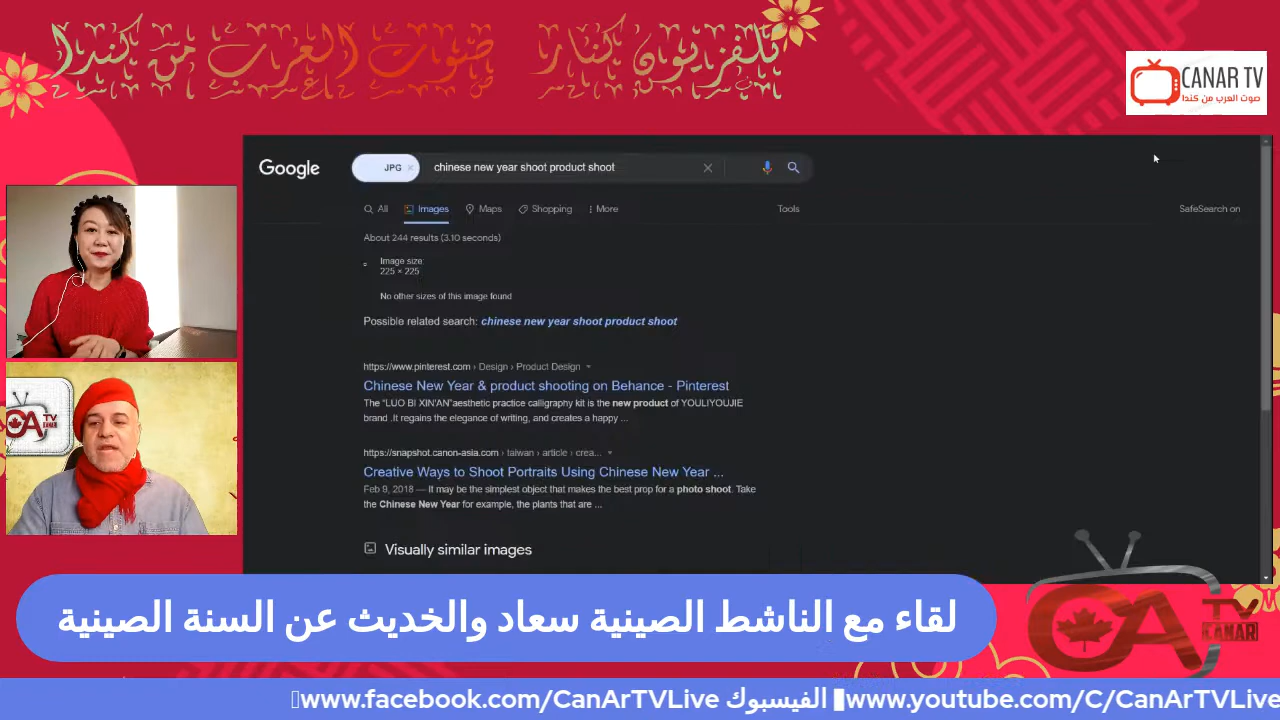 تلفزيون كنار صوت العرب من كندا
CANAR TV
صوت العرب من كندا
Google
JPG × chinese new year shoot product shoot
All Images Maps Shopping More Tools SafeSearch on
About 244 results (3.10 seconds)
Image size:
225 × 225
No other sizes of this image found
Possible related search: chinese new year shoot product shoot
https://www.pinterest.com › Design › Product Design
Chinese New Year & product shooting on Behance - Pinterest
The "LUO BI XIN'AN"aesthetic practice calligraphy kit is the new product of YOULIYOUJIE
brand .It regains the elegance of writing, and creates a happy ...
https://snapshot.canon-asia.com › taiwan › article › crea...
Creative Ways to Shoot Portraits Using Chinese New Year ...
Feb 9, 2018 — It may be the simplest object that makes the best prop for a photo shoot. Take
the Chinese New Year for example, the plants that are ...
Visually similar images
CA TV
CANAR
لقاء مع الناشط الصينية سعاد والخديث عن السنة الصينية
CA TV
CANAR
www.facebook.com/CanArTVLive الفيسبوك www.youtube.com/C/CanArTVLive